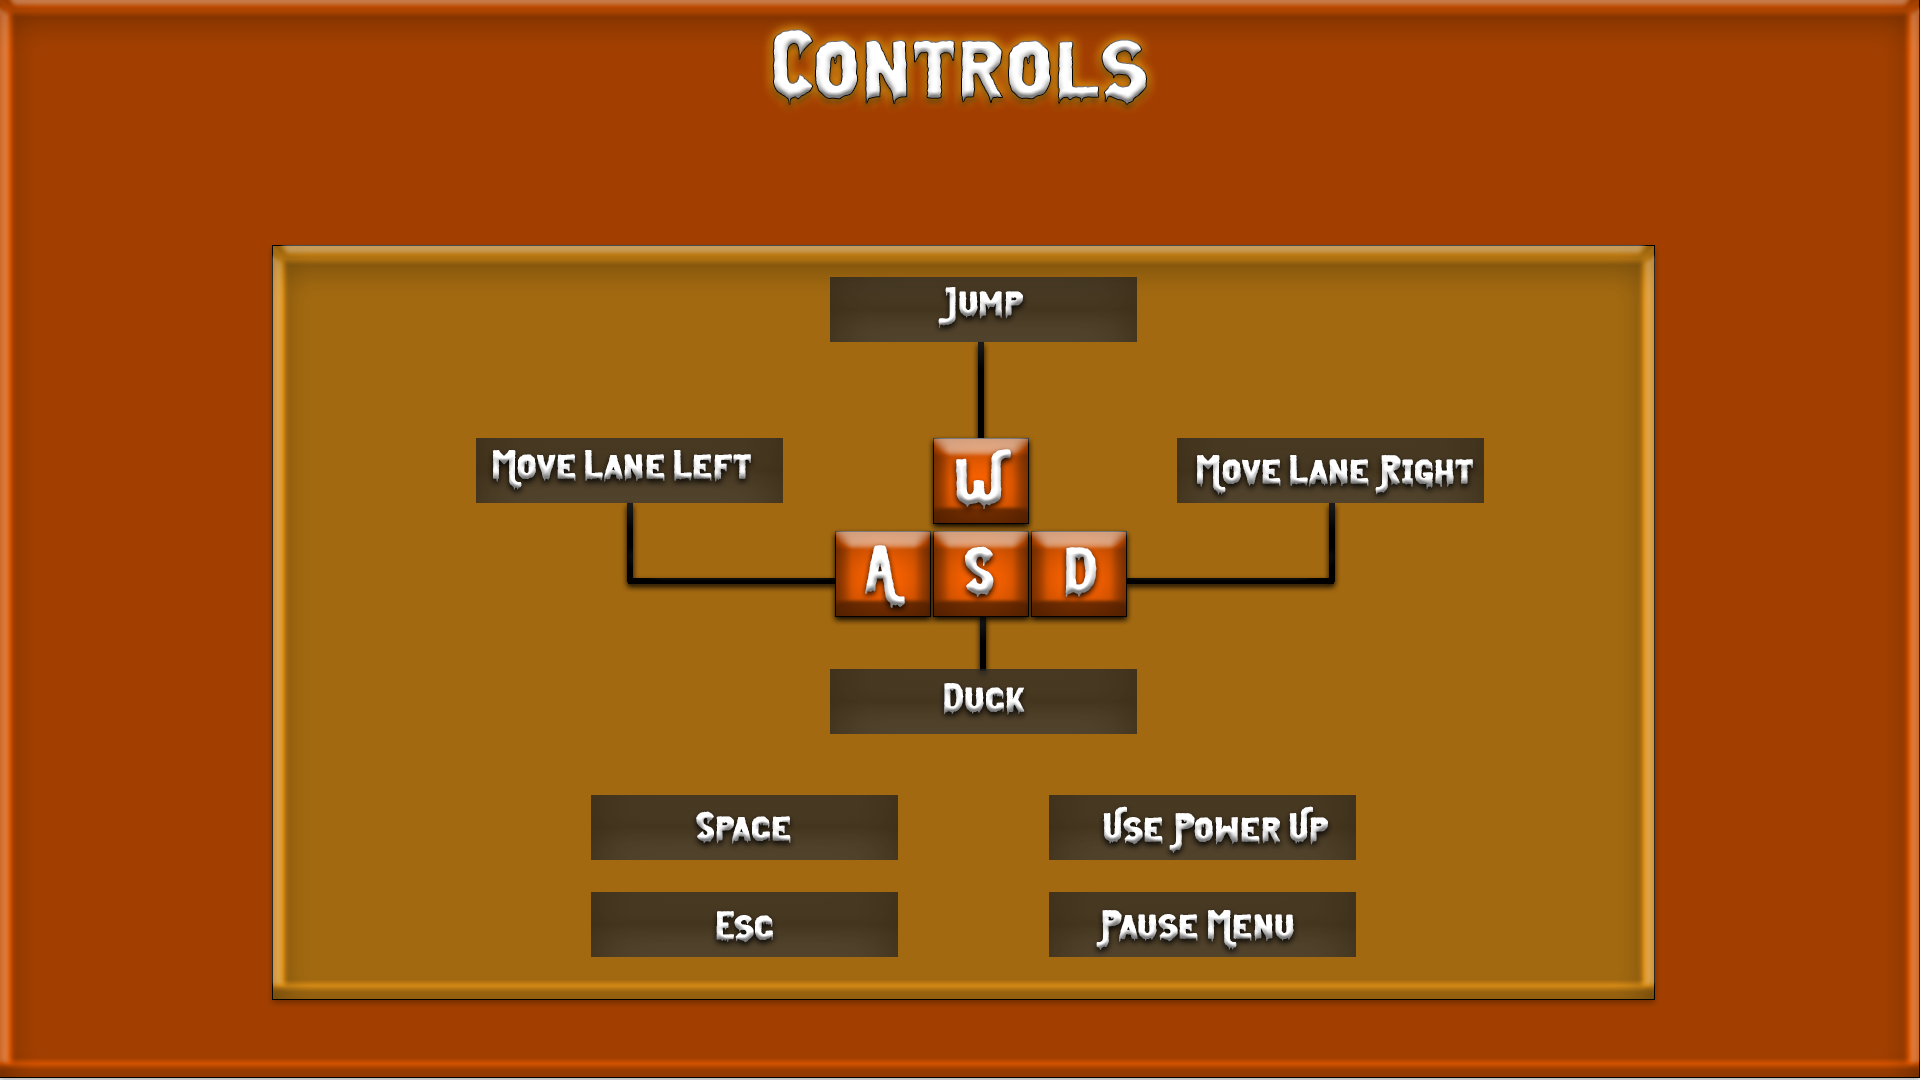 Controls
Jump
Move Lane Left
W
Move Lane Right
A S D
Duck
Space
Use Power Up
Esc
Pause Menu